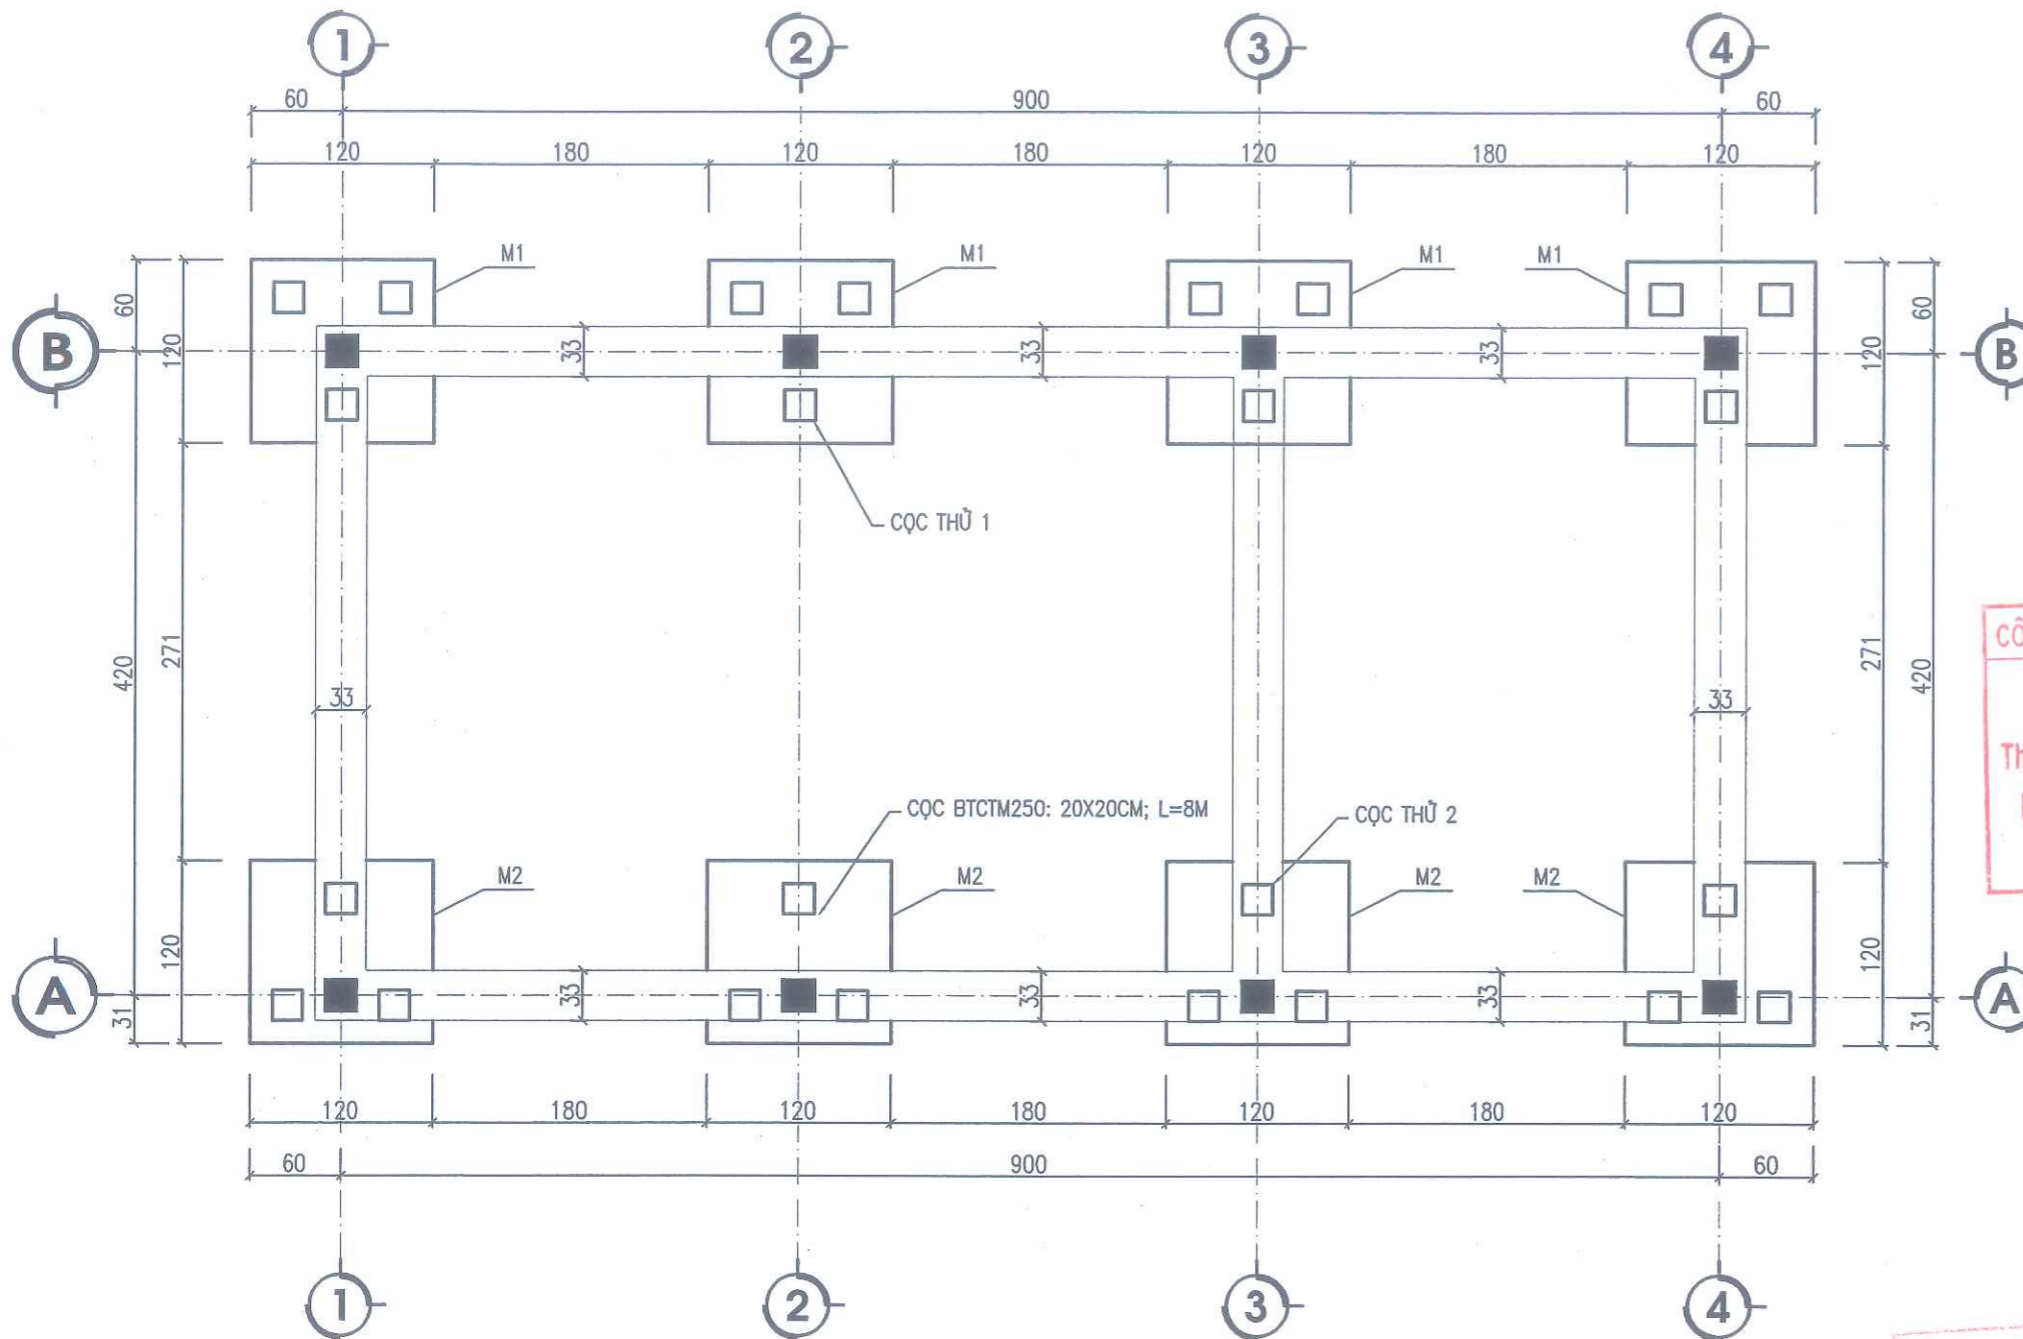 1 2 3 4
60 900 60
120 180 120 180 120 180 120
M1 M1 M1 M1
60 60
B 120 33 33 33 120 B
CỌC THỬ 1
CÔ
420 271 271 420
33 33
Th
CỌC BTCTM250: 20X20CM; L=8M
CỌC THỬ 2
M2 M2 M2 M2
120 120
A 33 33 33 A
31 31
120 180 120 180 120 180 120
60 900 60
1 2 3 4